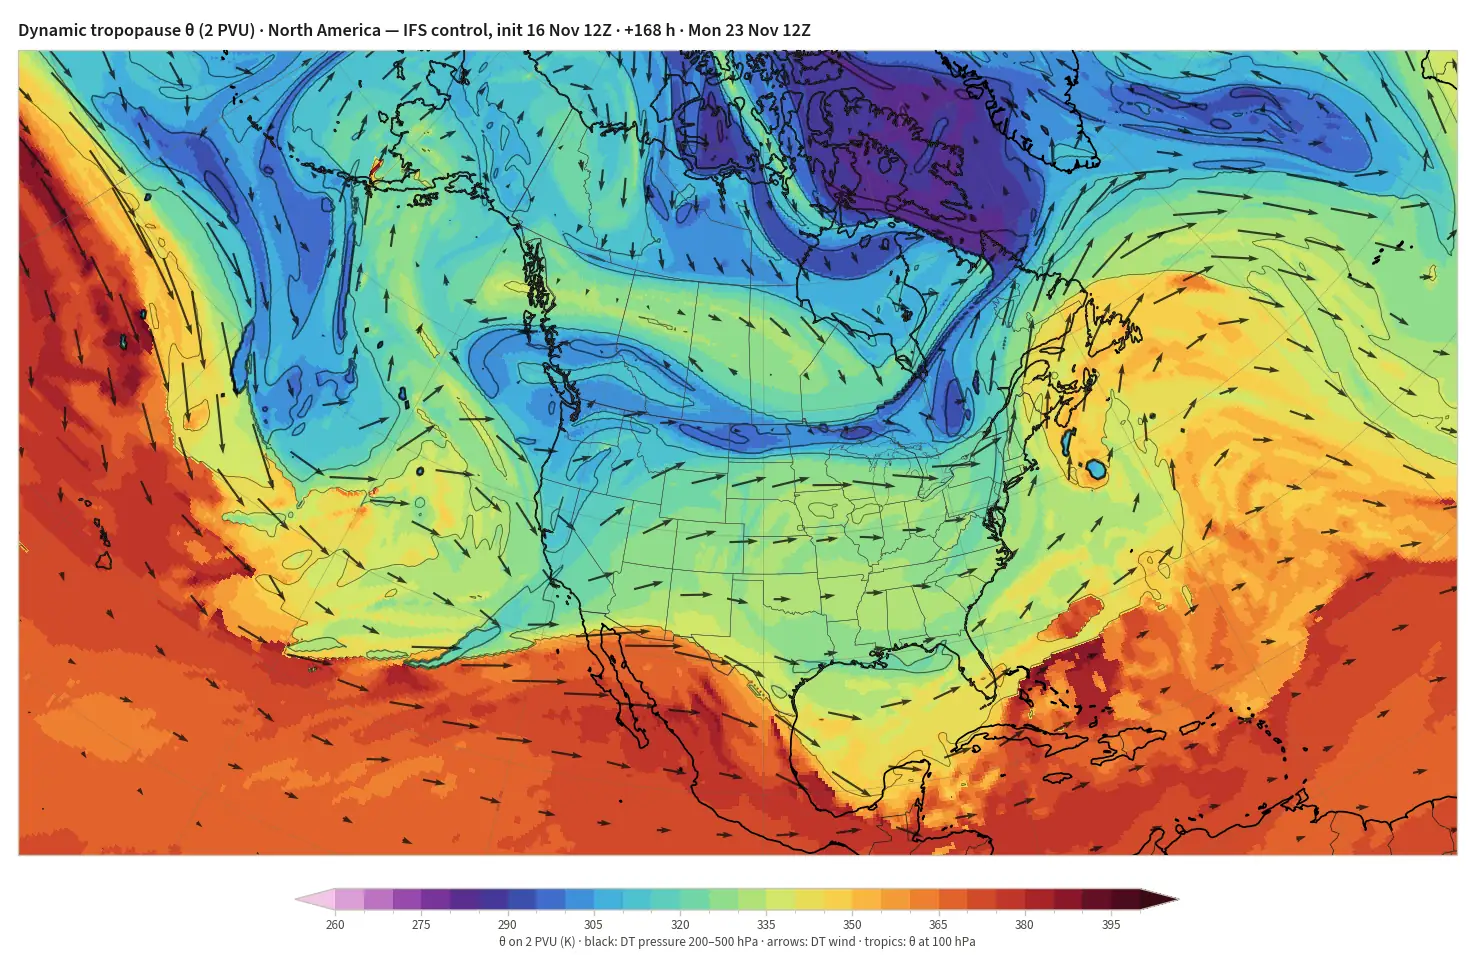 Dynamic tropopause θ (2 PVU) · North America — IFS control, init 16 Nov 12Z · +168 h · Mon 23 Nov 12Z
260 275 290 305 320 335 350 365 380 395
θ on 2 PVU (K) · black: DT pressure 200–500 hPa · arrows: DT wind · tropics: θ at 100 hPa